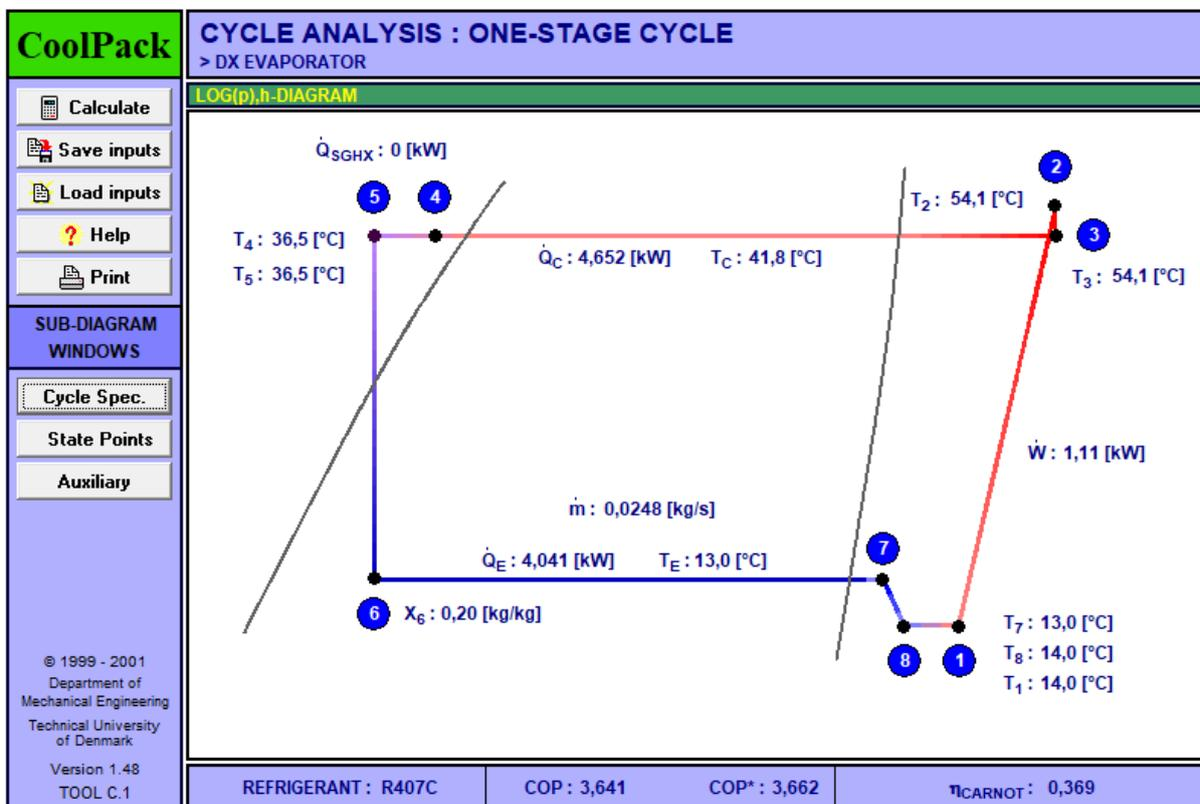 CoolPack
CYCLE ANALYSIS : ONE-STAGE CYCLE
> DX EVAPORATOR
LOG(p),h-DIAGRAM
Calculate
Save inputs
Load inputs
Help
Print
SUB-DIAGRAM
WINDOWS
Cycle Spec.
State Points
Auxiliary
© 1999 - 2001
Department of
Mechanical Engineering
Technical University
of Denmark
Version 1.48
TOOL C.1
Q̇SGHX : 0 [kW]
5 4
2
T2 : 54,1 [°C]
3
T4 : 36,5 [°C]
T5 : 36,5 [°C]
Q̇C : 4,652 [kW] TC : 41,8 [°C]
T3 : 54,1 [°C]
Ẇ : 1,11 [kW]
ṁ : 0,0248 [kg/s]
Q̇E : 4,041 [kW] TE : 13,0 [°C]
7
6
X6 : 0,20 [kg/kg]
8 1
T7 : 13,0 [°C]
T8 : 14,0 [°C]
T1 : 14,0 [°C]
REFRIGERANT : R407C COP : 3,641 COP* : 3,662 ηCARNOT : 0,369